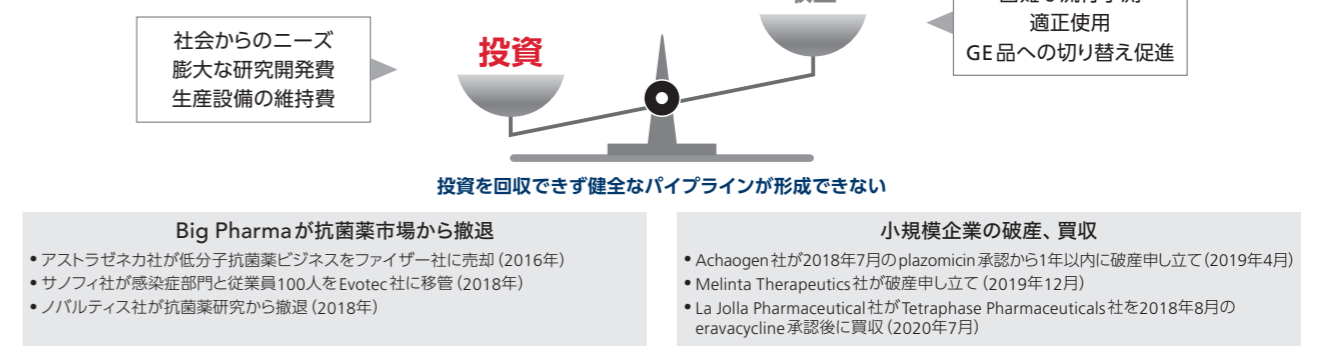 社会からのニーズ
膨大な研究開発費
生産設備の維持費
投資
適正使用
GE品への切り替え促進
投資を回収できず健全なパイプラインが形成できない
Big Pharmaが抗菌薬市場から撤退
• アストラゼネカ社が低分子抗菌薬ビジネスをファイザー社に売却（2016年）
• サノフィ社が感染症部門と従業員100人をEvotec社に移管（2018年）
• ノバルティス社が抗菌薬研究から撤退（2018年）
小規模企業の破産、買収
• Achaogen社が2018年7月のplazomicin承認から1年以内に破産申し立て（2019年4月）
• Melinta Therapeutics社が破産申し立て（2019年12月）
• La Jolla Pharmaceutical社がTetraphase Pharmaceuticals社を2018年8月の
eravacycline承認後に買収（2020年7月）